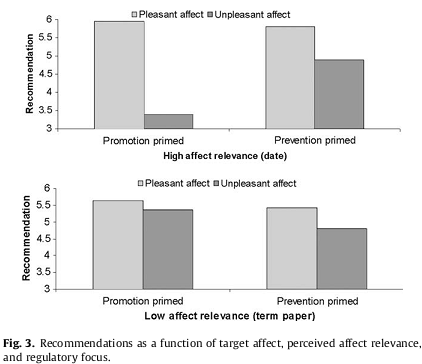 Pleasant affect Unpleasant affect
Recommendation
6
5.5
5
4.5
4
3.5
3
Promotion primed Prevention primed
High affect relevance (date)
Pleasant affect Unpleasant affect
Recommendation
6
5.5
5
4.5
4
3.5
3
Promotion primed Prevention primed
Low affect relevance (term paper)
Fig. 3. Recommendations as a function of target affect, perceived affect relevance,
and regulatory focus.